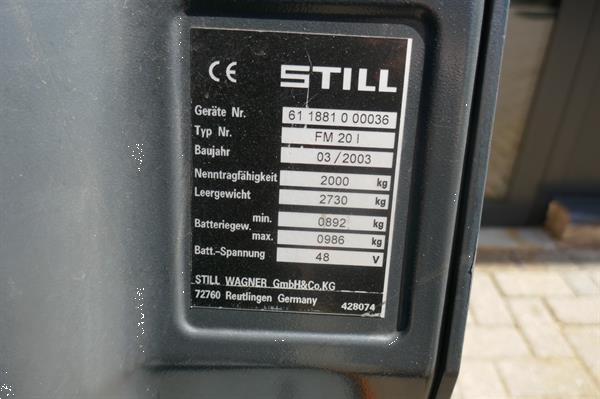 CE STILL
Geräte Nr. 61 1881 0 00036
Typ Nr. FM 20 I
Baujahr 03/2003
Nenntragfähigkeit 2000 kg
Leergewicht 2730 kg
min. 0892 kg
Batteriegew.
max. 0986 kg
Batt.-Spannung 48 V
STILL WAGNER GmbH&Co.KG
72760 Reutlingen Germany 428074